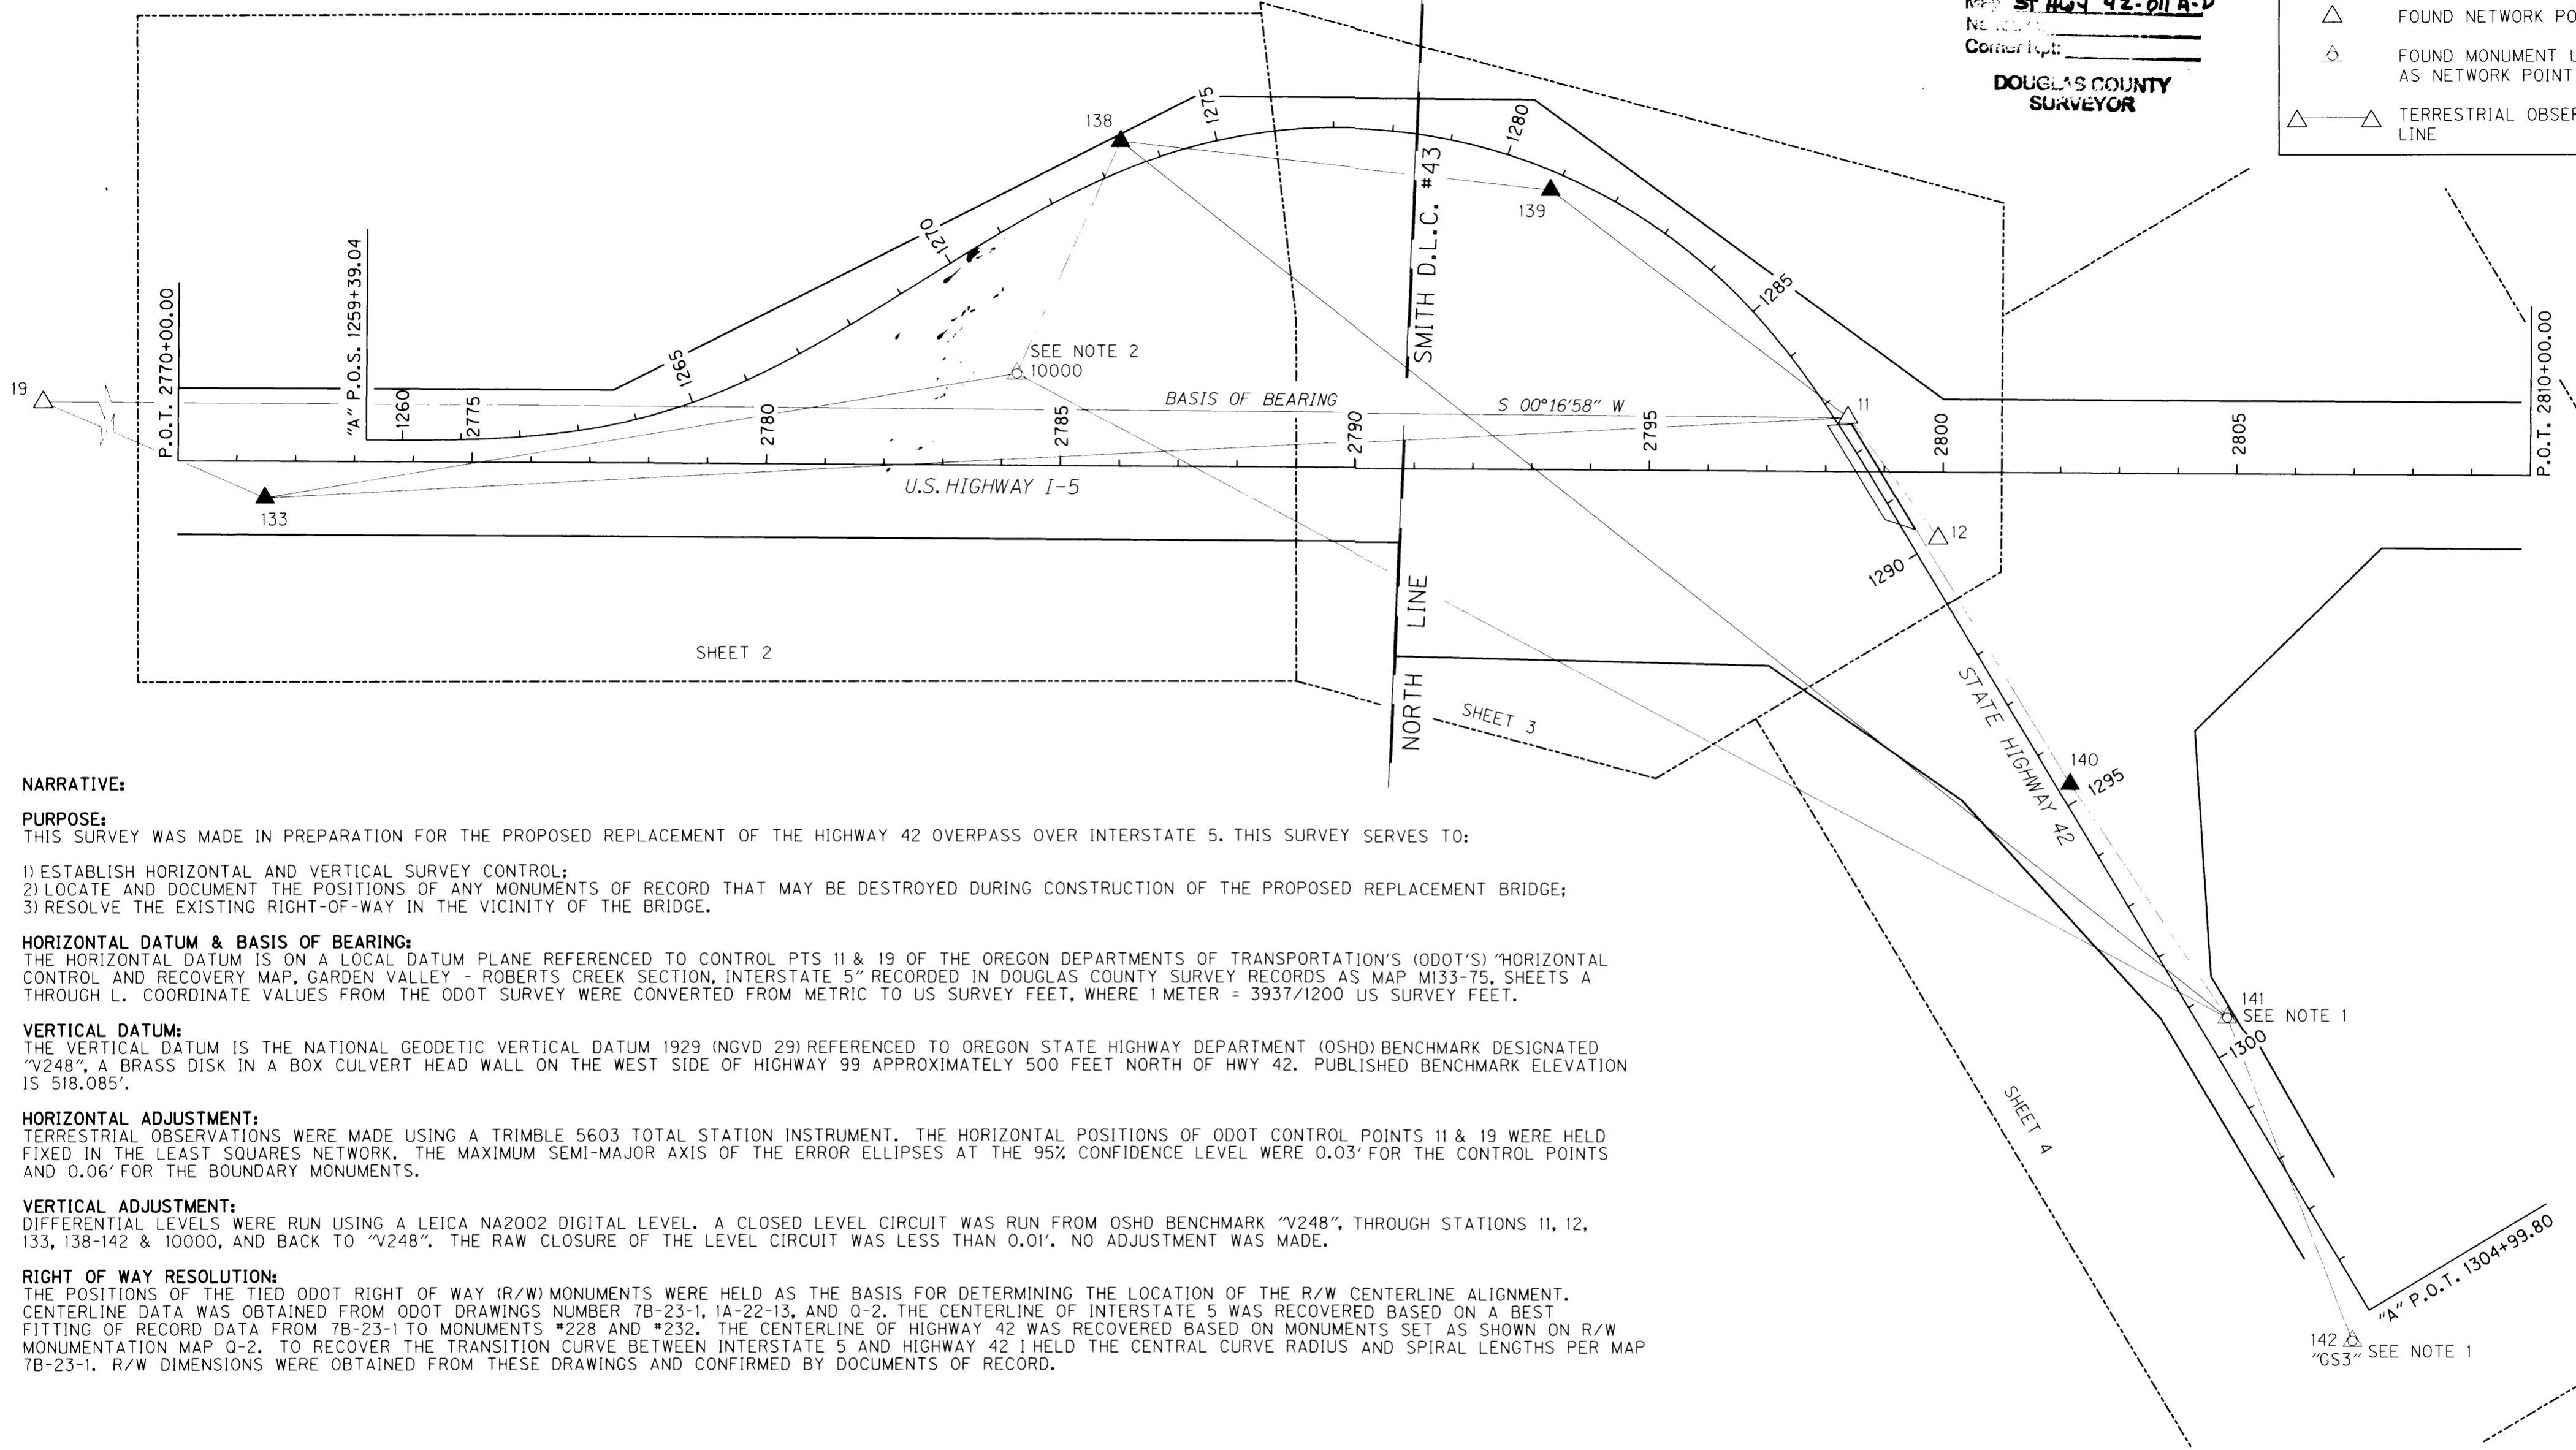 ST HWY 42-011 A-D
Corner Rpt:
DOUGLAS COUNTY
SURVEYOR
FOUND NETWORK
FOUND MONUMENT
AS NETWORK POINT
TERRESTRIAL
LINE
138
139
1275
1280
1270
1265
1285
SMITH D.L.C. #43
P.O.T. 2770+00.00
"A" P.O.S. 1259+39.04
19
SEE NOTE 2
10000
1260
2775
2780
2785
BASIS OF BEARING
S 00°16'58" W
2790
2795
11
2800
2805
P.O.T. 2810+00.00
U.S. HIGHWAY I-5
133
12
1290
NORTH LINE
SHEET 2
SHEET 3
STATE HIGHWAY 42
140
1295
141
SEE NOTE 1
1300
SHEET 4
"A" P.O.T. 1304+99.80
142
"GS3" SEE NOTE 1
NARRATIVE:
PURPOSE:
THIS SURVEY WAS MADE IN PREPARATION FOR THE PROPOSED REPLACEMENT OF THE HIGHWAY 42 OVERPASS OVER INTERSTATE 5. THIS SURVEY SERVES TO:
1) ESTABLISH HORIZONTAL AND VERTICAL SURVEY CONTROL;
2) LOCATE AND DOCUMENT THE POSITIONS OF ANY MONUMENTS OF RECORD THAT MAY BE DESTROYED DURING CONSTRUCTION OF THE PROPOSED REPLACEMENT BRIDGE;
3) RESOLVE THE EXISTING RIGHT-OF-WAY IN THE VICINITY OF THE BRIDGE.
HORIZONTAL DATUM & BASIS OF BEARING:
THE HORIZONTAL DATUM IS ON A LOCAL DATUM PLANE REFERENCED TO CONTROL PTS 11 & 19 OF THE OREGON DEPARTMENTS OF TRANSPORTATION'S (ODOT'S) "HORIZONTAL
CONTROL AND RECOVERY MAP, GARDEN VALLEY - ROBERTS CREEK SECTION, INTERSTATE 5" RECORDED IN DOUGLAS COUNTY SURVEY RECORDS AS MAP M133-75, SHEETS A
THROUGH L. COORDINATE VALUES FROM THE ODOT SURVEY WERE CONVERTED FROM METRIC TO US SURVEY FEET, WHERE 1 METER = 3937/1200 US SURVEY FEET.
VERTICAL DATUM:
THE VERTICAL DATUM IS THE NATIONAL GEODETIC VERTICAL DATUM 1929 (NGVD 29) REFERENCED TO OREGON STATE HIGHWAY DEPARTMENT (OSHD) BENCHMARK DESIGNATED
"V248", A BRASS DISK IN A BOX CULVERT HEAD WALL ON THE WEST SIDE OF HIGHWAY 99 APPROXIMATELY 500 FEET NORTH OF HWY 42. PUBLISHED BENCHMARK ELEVATION
IS 518.085'.
HORIZONTAL ADJUSTMENT:
TERRESTRIAL OBSERVATIONS WERE MADE USING A TRIMBLE 5603 TOTAL STATION INSTRUMENT. THE HORIZONTAL POSITIONS OF ODOT CONTROL POINTS 11 & 19 WERE HELD
FIXED IN THE LEAST SQUARES NETWORK. THE MAXIMUM SEMI-MAJOR AXIS OF THE ERROR ELLIPSES AT THE 95% CONFIDENCE LEVEL WERE 0.03' FOR THE CONTROL POINTS
AND 0.06' FOR THE BOUNDARY MONUMENTS.
VERTICAL ADJUSTMENT:
DIFFERENTIAL LEVELS WERE RUN USING A LEICA NA2002 DIGITAL LEVEL. A CLOSED LEVEL CIRCUIT WAS RUN FROM OSHD BENCHMARK "V248", THROUGH STATIONS 11, 12,
133, 138-142 & 10000, AND BACK TO "V248". THE RAW CLOSURE OF THE LEVEL CIRCUIT WAS LESS THAN 0.01'. NO ADJUSTMENT WAS MADE.
RIGHT OF WAY RESOLUTION:
THE POSITIONS OF THE TIED ODOT RIGHT OF WAY (R/W) MONUMENTS WERE HELD AS THE BASIS FOR DETERMINING THE LOCATION OF THE R/W CENTERLINE ALIGNMENT.
CENTERLINE DATA WAS OBTAINED FROM ODOT DRAWINGS NUMBER 7B-23-1, 1A-22-13, AND Q-2. THE CENTERLINE OF INTERSTATE 5 WAS RECOVERED BASED ON A BEST
FITTING OF RECORD DATA FROM 7B-23-1 TO MONUMENTS #228 AND #232. THE CENTERLINE OF HIGHWAY 42 WAS RECOVERED BASED ON MONUMENTS SET AS SHOWN ON R/W
MONUMENTATION MAP Q-2. TO RECOVER THE TRANSITION CURVE BETWEEN INTERSTATE 5 AND HIGHWAY 42 I HELD THE CENTRAL CURVE RADIUS AND SPIRAL LENGTHS PER MAP
7B-23-1. R/W DIMENSIONS WERE OBTAINED FROM THESE DRAWINGS AND CONFIRMED BY DOCUMENTS OF RECORD.